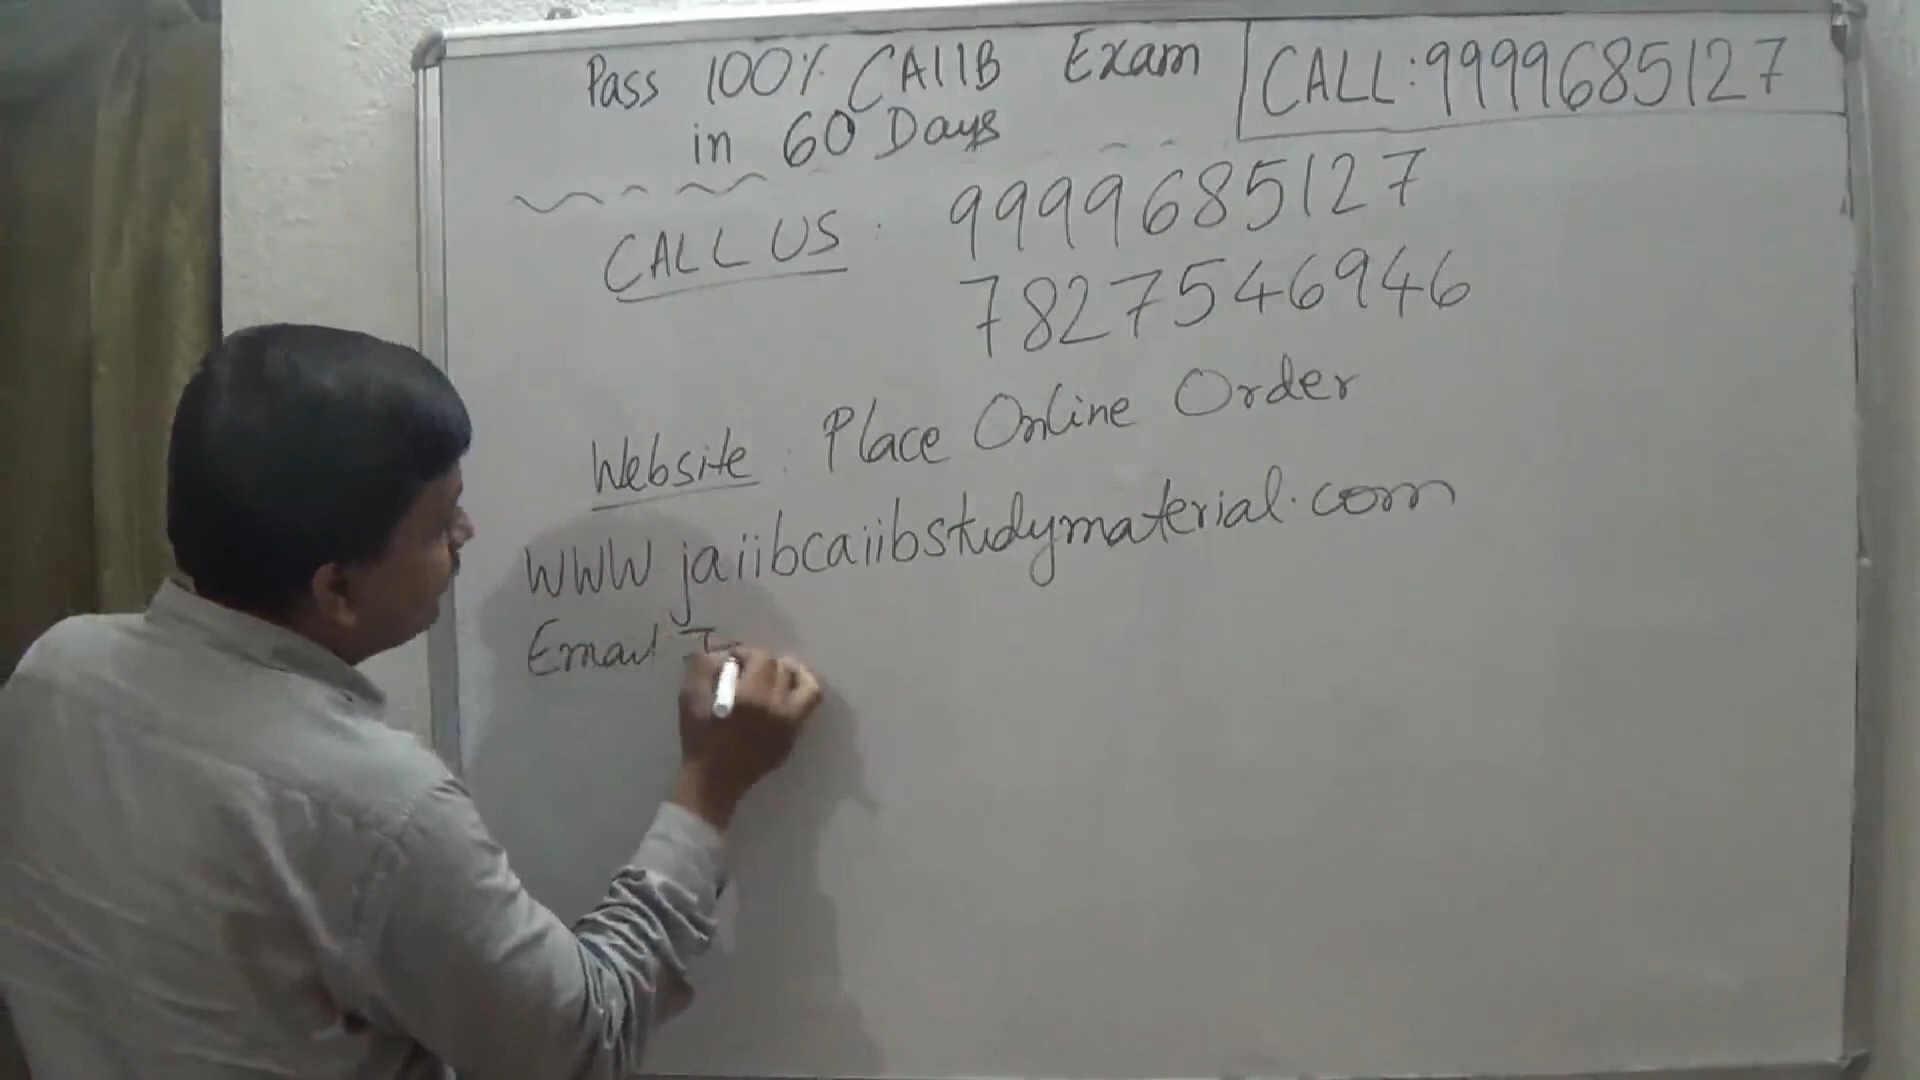 Pass 100% CAIIB Exam
in 60 Days
CALL: 9999685127
CALL US: 9999685127
7827546946
Website: Place Online Order
www.jaiibcaiibstudymaterial.com
Email I